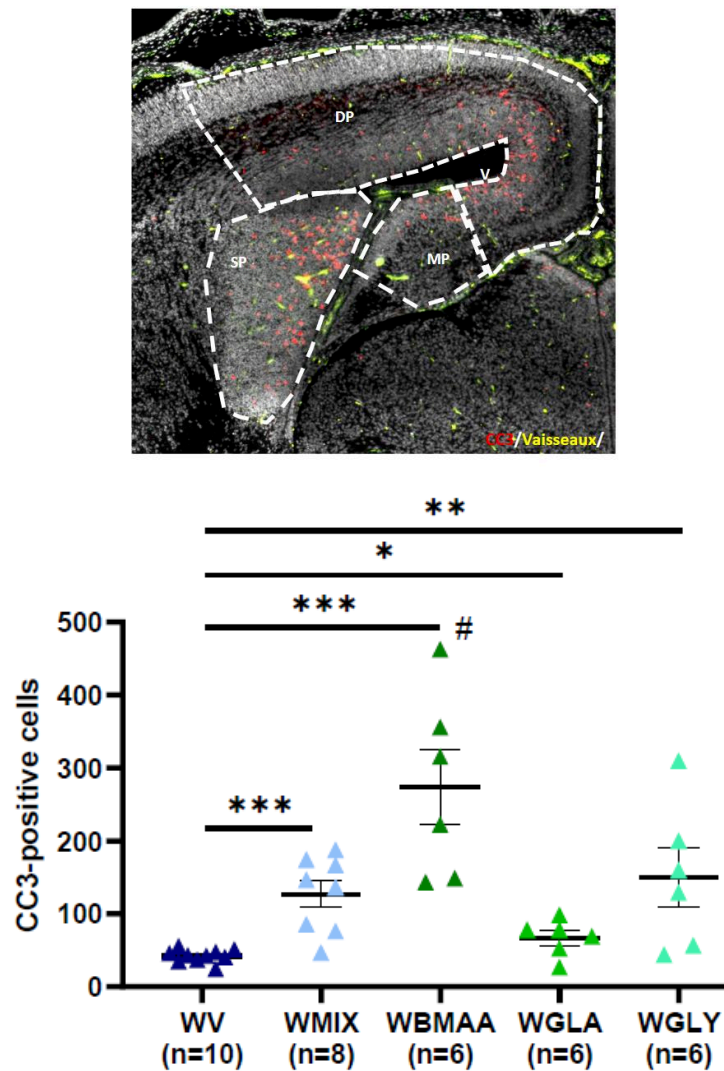 DP
V
SP
MP
CC3/Vaisseaux/
**
*
***
#
***
500
400
300
200
100
0
CC3-positive cells
WV WMIX WBMAA WGLA WGLY
(n=10) (n=8) (n=6) (n=6) (n=6)